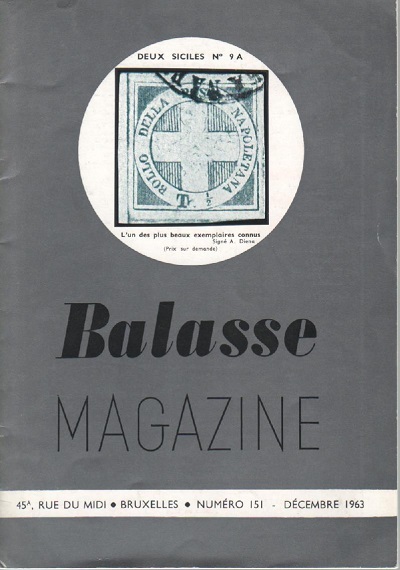 DEUX SICILES Nº 9 A
BOLLO DELLA POSTA NAPOLETANA
T ½
L'un des plus beaux exemplaires connus
Signé A. Diena
(Prix sur demande)
Balasse
MAGAZINE
45ᴬ, RUE DU MIDI • BRUXELLES • NUMÉRO 151 - DÉCEMBRE 1963